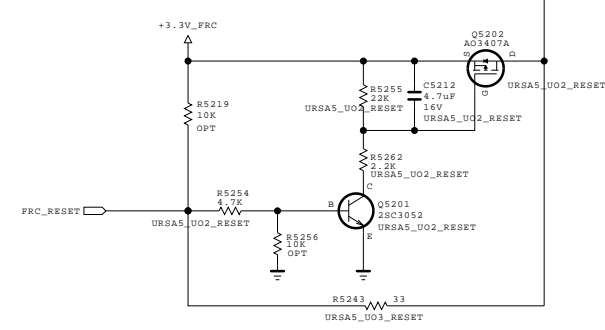 +3.3V_FRC
Q5202
AO3407A
S
D
G
R5255
22K
URSA5_UO2_RESET
C5212
4.7uF
16V
URSA5_UO2_RESET
URSA5_UO2_RESET
R5219
10K
OPT
R5262
2.2K
URSA5_UO2_RESET
C
R5254
4.7K
URSA5_UO2_RESET
FRC_RESET
B
Q5201
2SC3052
URSA5_UO2_RESET
E
R5256
10K
OPT
R5243 33
URSA5_UO3_RESET